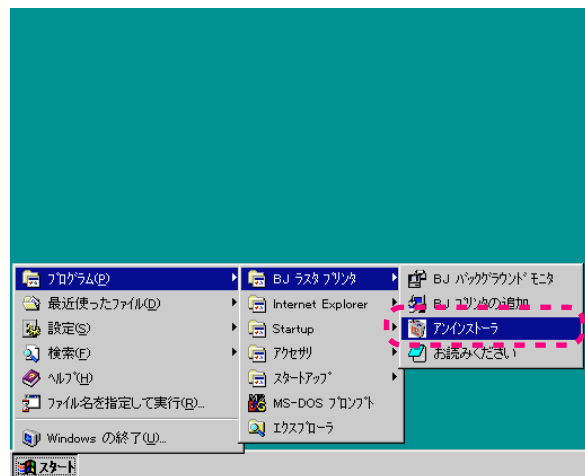 プログラム(P)
最近使ったファイル(D)
設定(S)
検索(F)
ヘルプ(H)
ファイル名を指定して実行(R)...
Windows の終了(U)...
スタート
BJ ラスタ プリンタ
Internet Explorer
Startup
アクセサリ
スタートアップ
MS-DOS プロンプト
エクスプローラ
BJ バックグラウンド モニタ
BJ プリンタの追加
アンインストーラ
お読みください